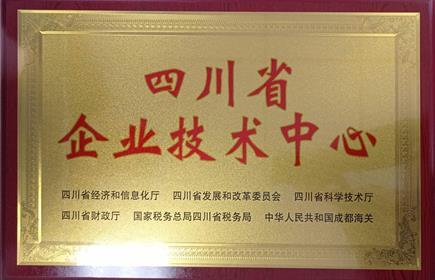 四川省
企业技术中心
四川省经济和信息化厅 四川省发展和改革委员会 四川省科学技术厅
四川省财政厅 国家税务总局四川省税务局 中华人民共和国成都海关